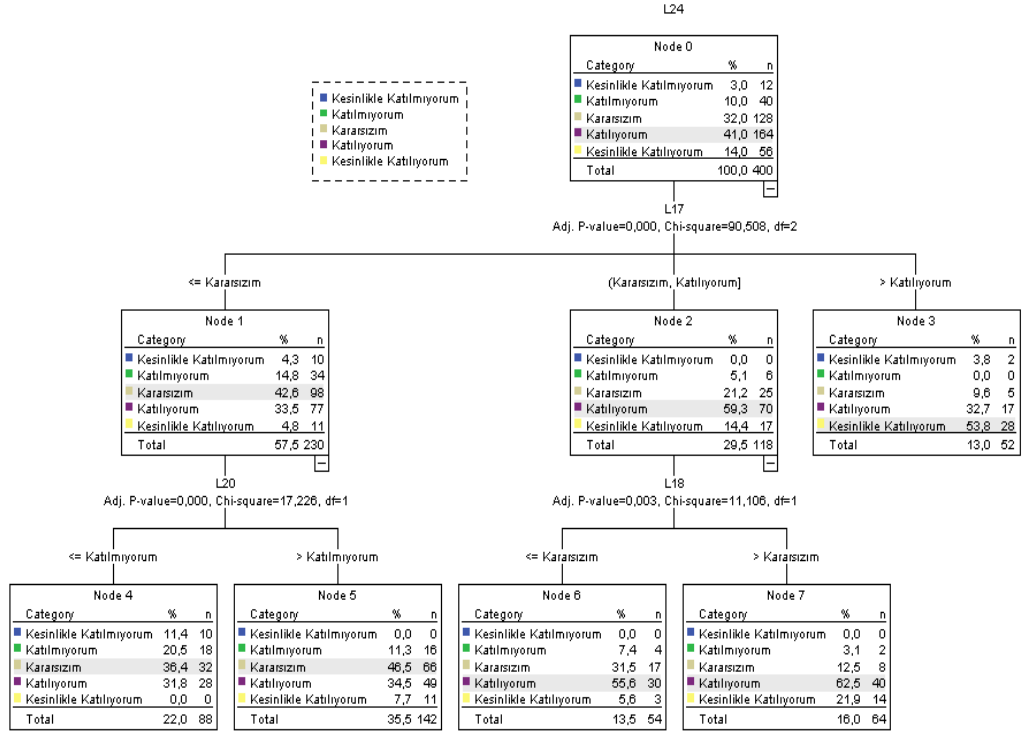 L24
Node 0
Category % n
Kesinlikle Katılmıyorum 3,0 12
Katılmıyorum 10,0 40
Kararsızım 32,0 128
Katılıyorum 41,0 164
Kesinlikle Katılıyorum 14,0 56
Total 100,0 400
Kesinlikle Katılmıyorum
Katılmıyorum
Kararsızım
Katılıyorum
Kesinlikle Katılıyorum
L17
Adj. P-value=0,000, Chi-square=90,508, df=2
<= Kararsızım
(Kararsızım, Katılıyorum]
> Katılıyorum
Node 1
Category % n
Kesinlikle Katılmıyorum 4,3 10
Katılmıyorum 14,8 34
Kararsızım 42,6 98
Katılıyorum 33,5 77
Kesinlikle Katılıyorum 4,8 11
Total 57,5 230
Node 2
Category % n
Kesinlikle Katılmıyorum 0,0 0
Katılmıyorum 5,1 6
Kararsızım 21,2 25
Katılıyorum 59,3 70
Kesinlikle Katılıyorum 14,4 17
Total 29,5 118
Node 3
Category % n
Kesinlikle Katılmıyorum 3,8 2
Katılmıyorum 0,0 0
Kararsızım 9,6 5
Katılıyorum 32,7 17
Kesinlikle Katılıyorum 53,8 28
Total 13,0 52
L20
Adj. P-value=0,000, Chi-square=17,226, df=1
L18
Adj. P-value=0,003, Chi-square=11,106, df=1
<= Katılmıyorum
> Katılmıyorum
<= Kararsızım
> Kararsızım
Node 4
Category % n
Kesinlikle Katılmıyorum 11,4 10
Katılmıyorum 20,5 18
Kararsızım 36,4 32
Katılıyorum 31,8 28
Kesinlikle Katılıyorum 0,0 0
Total 22,0 88
Node 5
Category % n
Kesinlikle Katılmıyorum 0,0 0
Katılmıyorum 11,3 16
Kararsızım 46,5 66
Katılıyorum 34,5 49
Kesinlikle Katılıyorum 7,7 11
Total 35,5 142
Node 6
Category % n
Kesinlikle Katılmıyorum 0,0 0
Katılmıyorum 7,4 4
Kararsızım 31,5 17
Katılıyorum 55,6 30
Kesinlikle Katılıyorum 5,6 3
Total 13,5 54
Node 7
Category % n
Kesinlikle Katılmıyorum 0,0 0
Katılmıyorum 3,1 2
Kararsızım 12,5 8
Katılıyorum 62,5 40
Kesinlikle Katılıyorum 21,9 14
Total 16,0 64